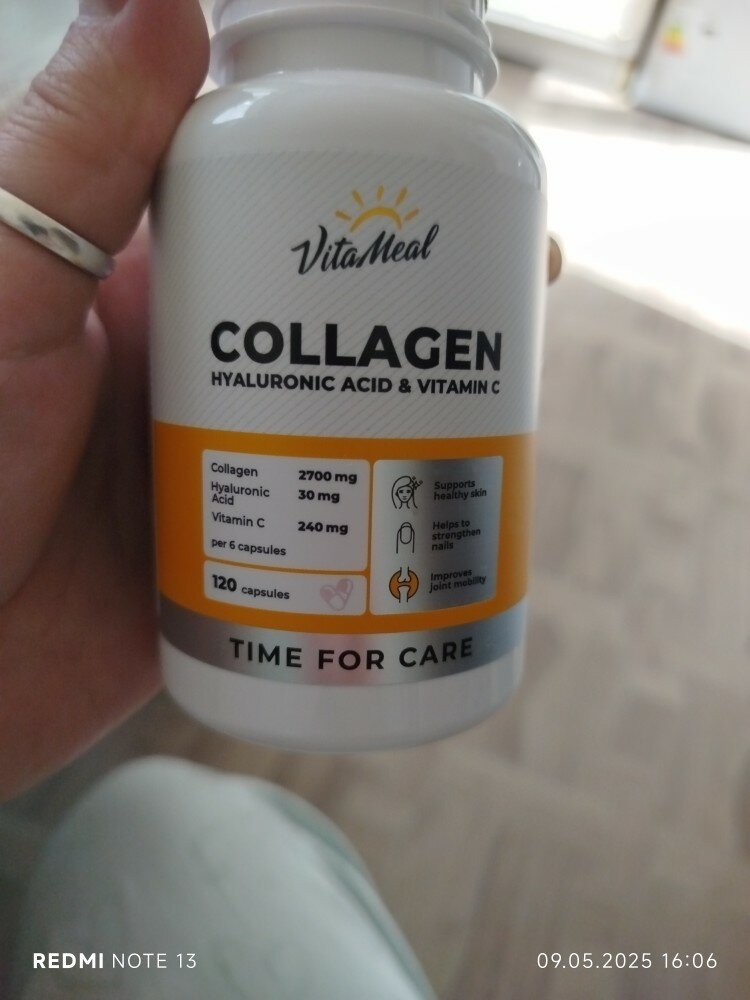 VitaMeal
COLLAGEN
HYALURONIC ACID & VITAMIN C
Collagen 2700 mg
Hyaluronic Acid 30 mg
Vitamin C 240 mg
per 6 capsules
120 capsules
Supports
healthy skin
Helps to
strengthen
nails
Improves
joint mobility
TIME FOR CARE
REDMI NOTE 13
09.05.2025 16:06